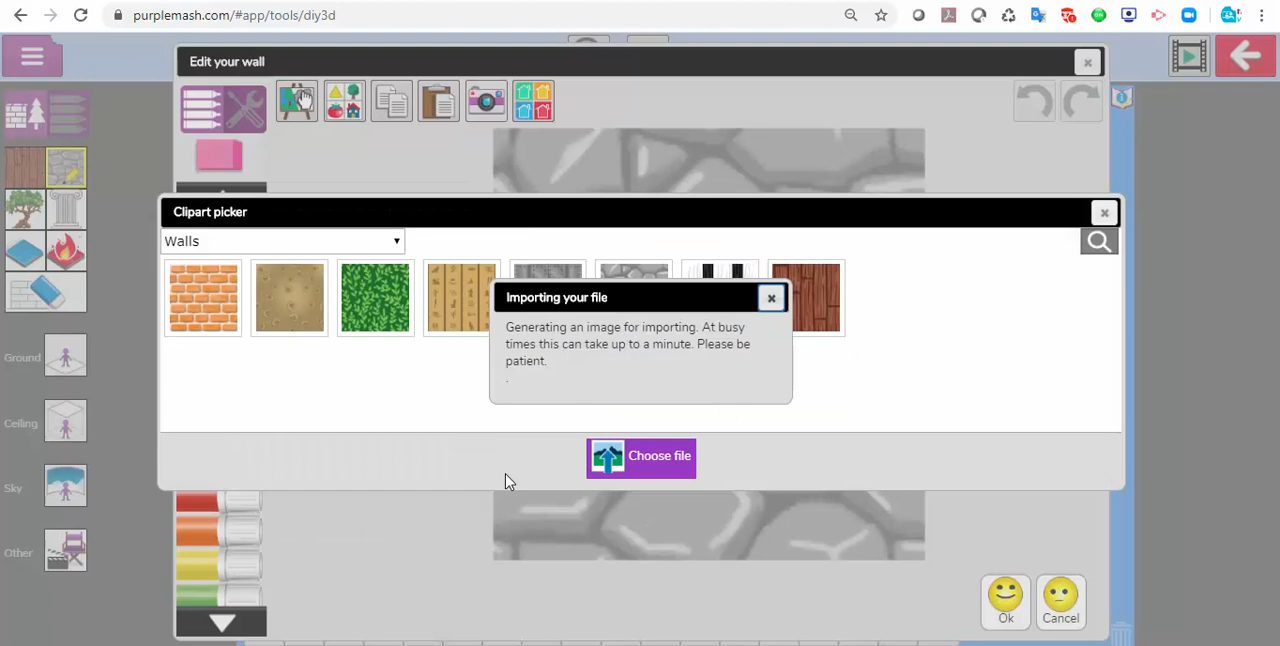 purplemash.com/#app/tools/diy3d
Edit your wall
Clipart picker
Walls
Importing your file
Generating an image for importing. At busy
times this can take up to a minute. Please be
patient.
.
Ground
Ceiling
Choose file
Sky
Other
Ok
Cancel